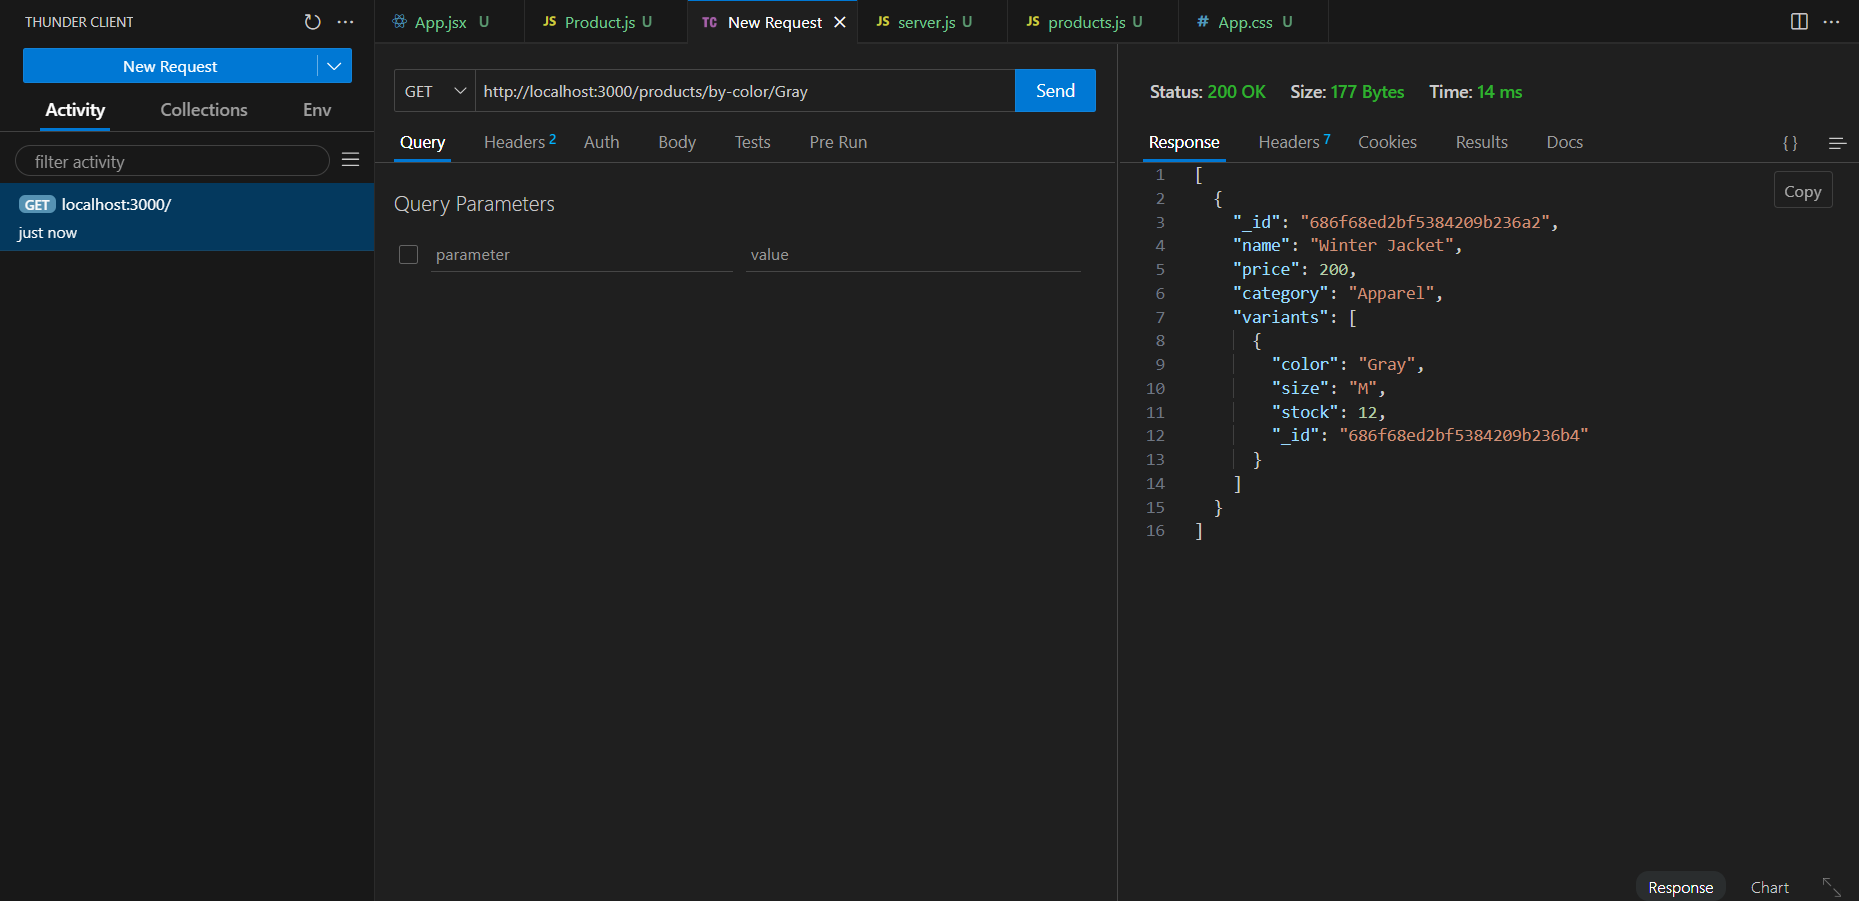 THUNDER CLIENT
New Request
Activity Collections Env
filter activity
GET localhost:3000/
just now
App.jsx U
JS Product.js U
TC New Request
JS server.js U
JS products.js U
# App.css U
GET http://localhost:3000/products/by-color/Gray Send
Query Headers 2 Auth Body Tests Pre Run
Query Parameters
parameter value
Status: 200 OK Size: 177 Bytes Time: 14 ms
Response Headers 7 Cookies Results Docs {}
Copy
1 [
2 {
3 "_id": "686f68ed2bf5384209b236a2",
4 "name": "Winter Jacket",
5 "price": 200,
6 "category": "Apparel",
7 "variants": [
8 {
9 "color": "Gray",
10 "size": "M",
11 "stock": 12,
12 "_id": "686f68ed2bf5384209b236b4"
13 }
14 ]
15 }
16 ]
Response Chart